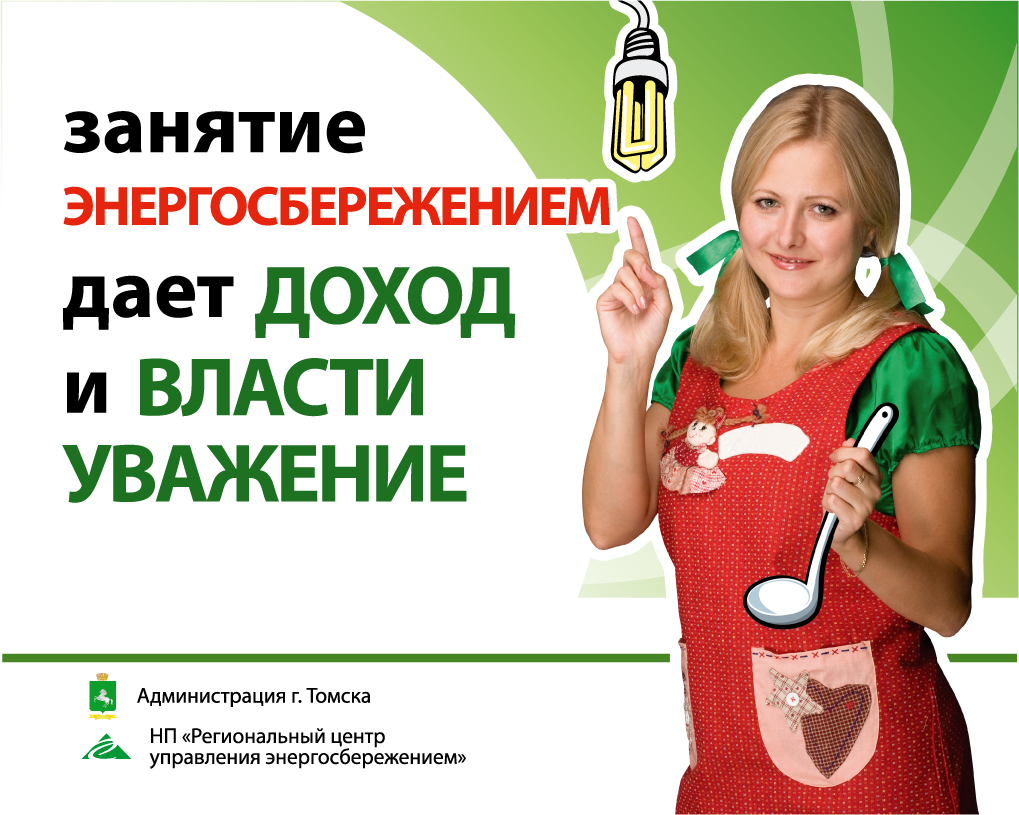 занятие
ЭНЕРГОСБЕРЕЖЕНИЕМ
дает ДОХОД
и ВЛАСТИ
УВАЖЕНИЕ
Администрация г. Томска
НП «Региональный центр
управления энергосбережением»